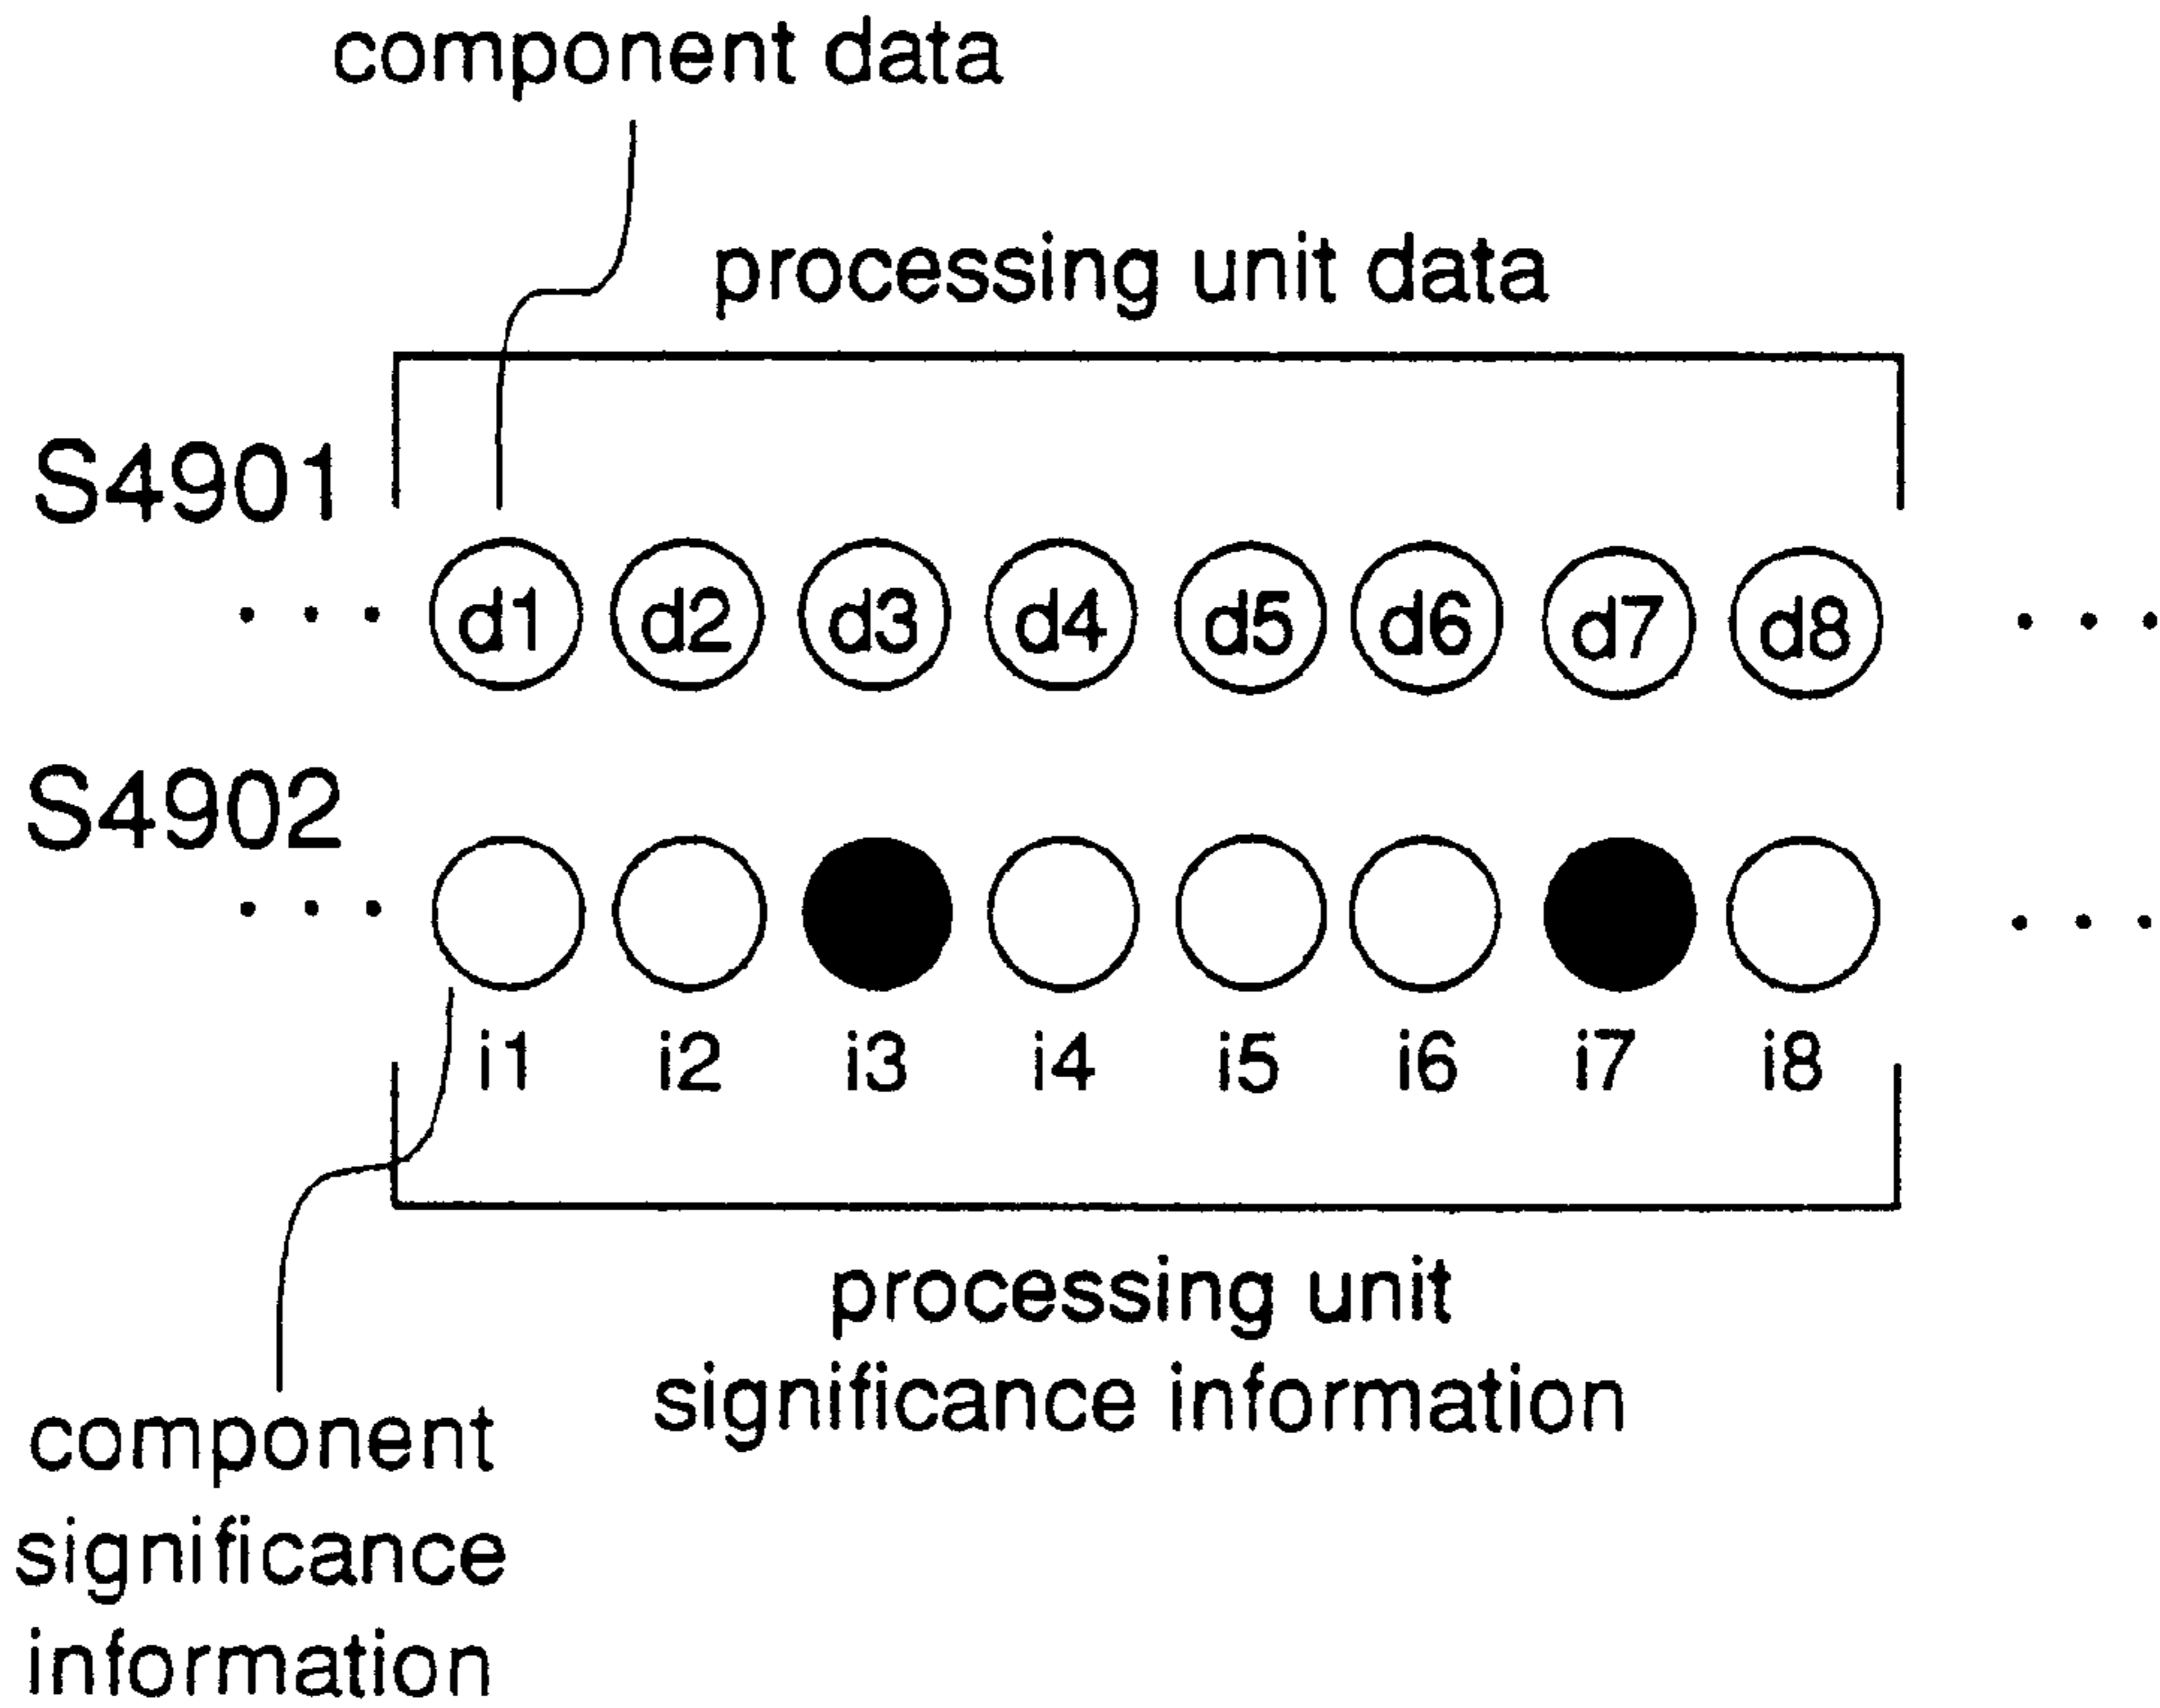 component data
processing unit data
S4901
. . . d1 d2 d3 d4 d5 d6 d7 d8 . . .
S4902
. . . . . .
i1 i2 i3 i4 i5 i6 i7 i8
processing unit
significance information
component
significance
information